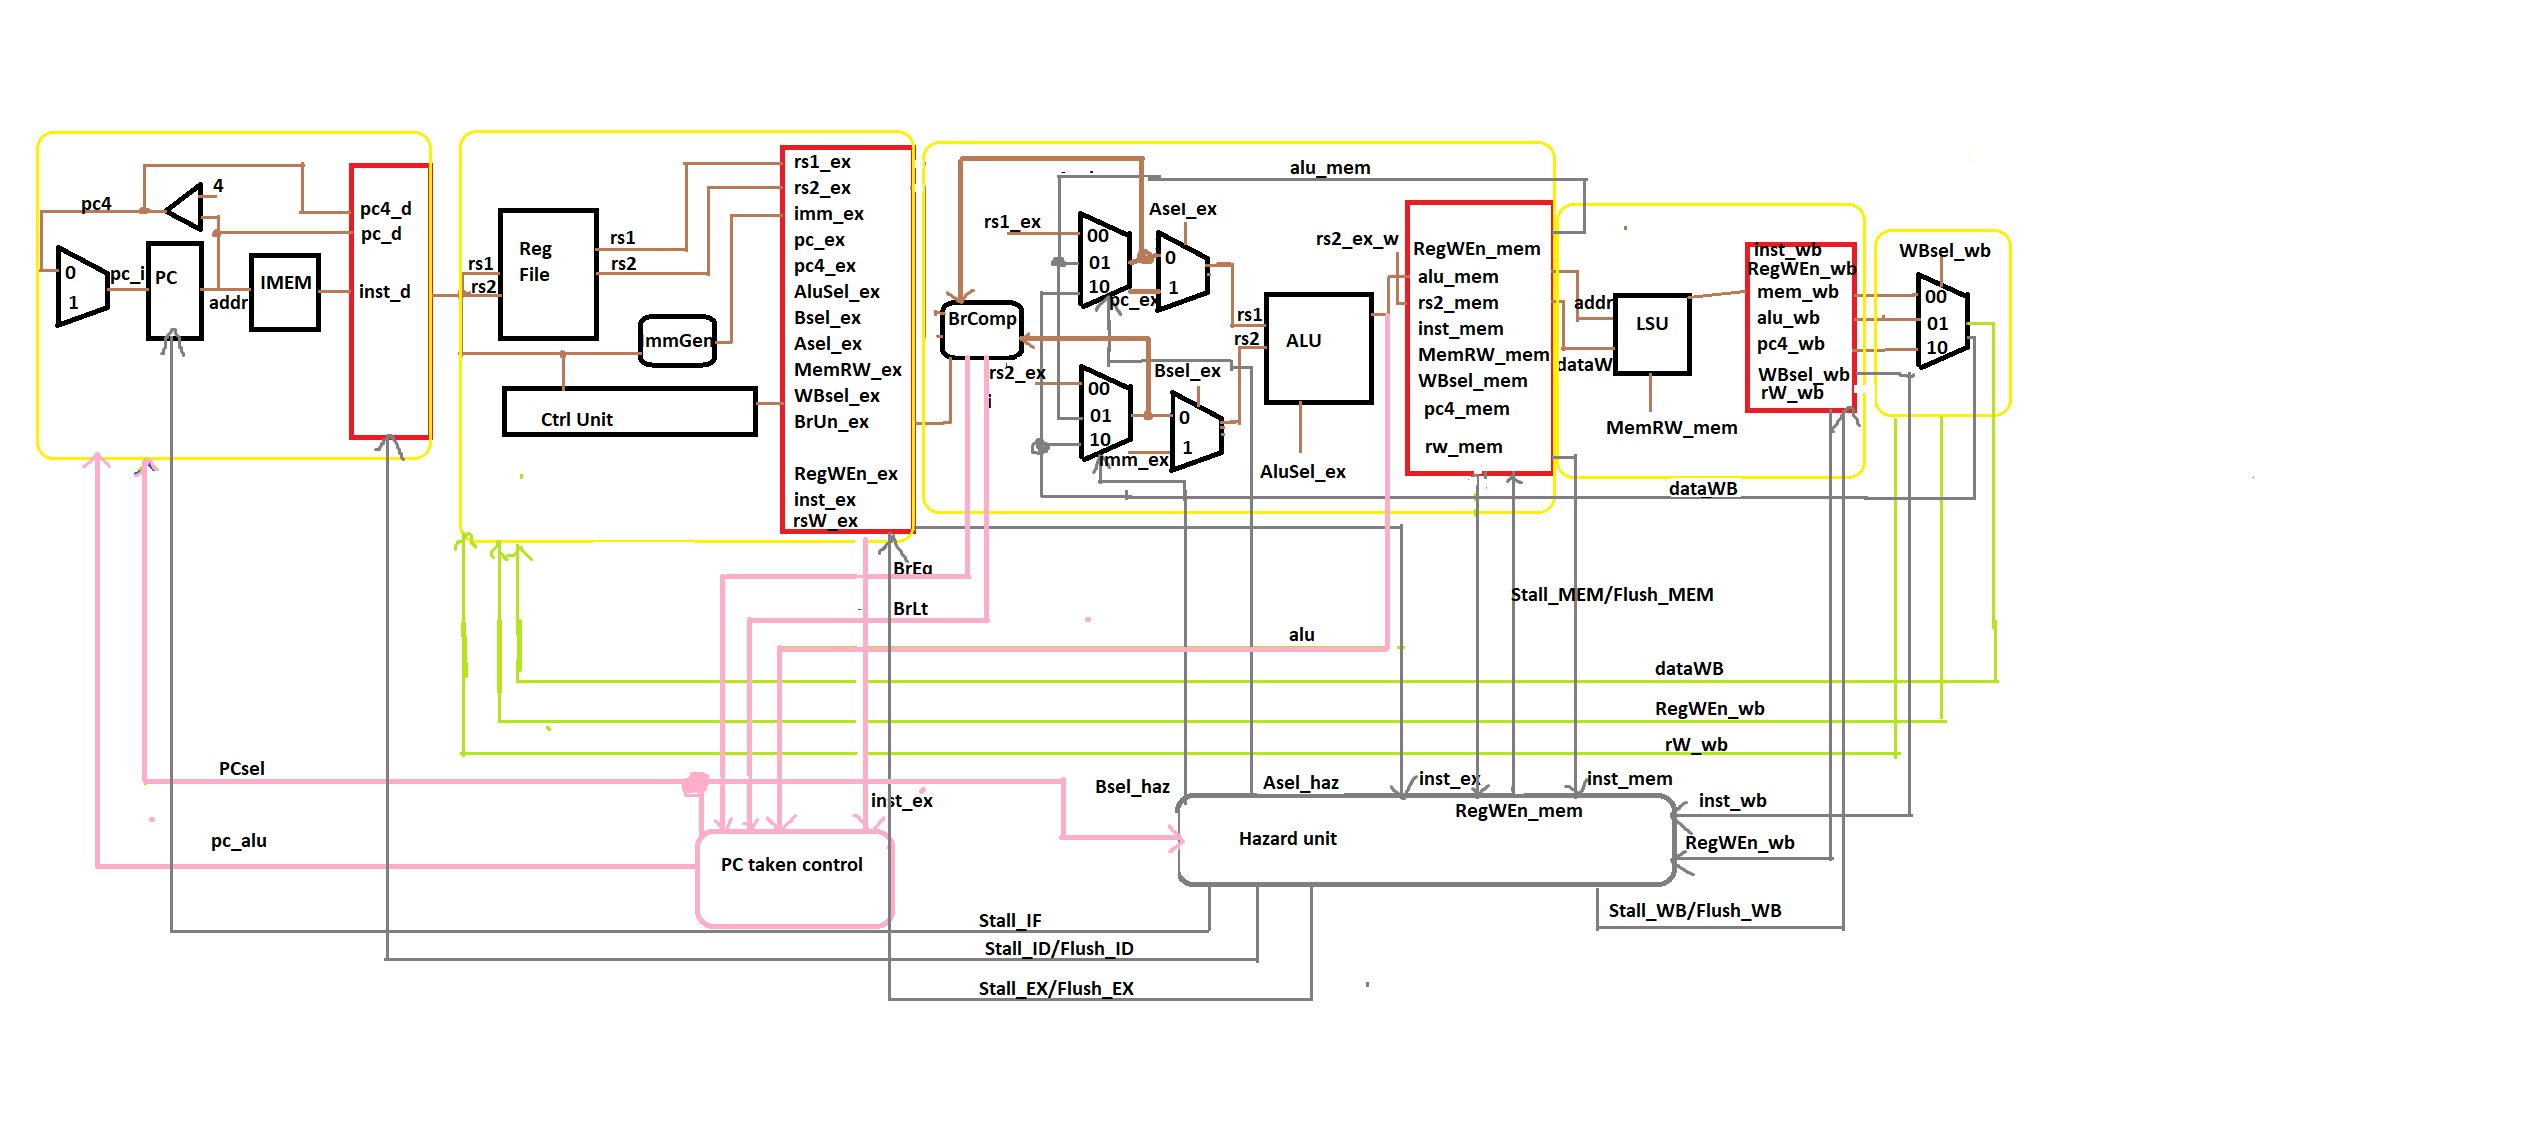 4
pc4
0
1
pc_i
PC
addr
IMEM
pc4_d
pc_d
inst_d
rs1
rs2
Reg
File
rs1
rs2
ImmGen
Ctrl Unit
rs1_ex
rs2_ex
imm_ex
pc_ex
pc4_ex
AluSel_ex
Bsel_ex
Asel_ex
MemRW_ex
WBsel_ex
BrUn_ex
RegWEn_ex
inst_ex
rsW_ex
BrComp
rs1_ex
00
01
10
pc_ex
Asel_ex
0
1
rs2_ex
00
01
10
imm_ex
Bsel_ex
0
1
rs1
rs2
ALU
AluSel_ex
alu_mem
rs2_ex_w
RegWEn_mem
alu_mem
rs2_mem
inst_mem
MemRW_mem
WBsel_mem
pc4_mem
rw_mem
addr
dataW
LSU
MemRW_mem
inst_wb
RegWEn_wb
mem_wb
alu_wb
pc4_wb
WBsel_wb
rW_wb
WBsel_wb
00
01
10
dataWB
BrEq
BrLt
alu
Stall_MEM/Flush_MEM
dataWB
RegWEn_wb
rW_wb
PCsel
pc_alu
inst_ex
PC taken control
Bsel_haz
Asel_haz
inst_ex
RegWEn_mem
inst_mem
inst_wb
RegWEn_wb
Hazard unit
Stall_IF
Stall_ID/Flush_ID
Stall_EX/Flush_EX
Stall_WB/Flush_WB